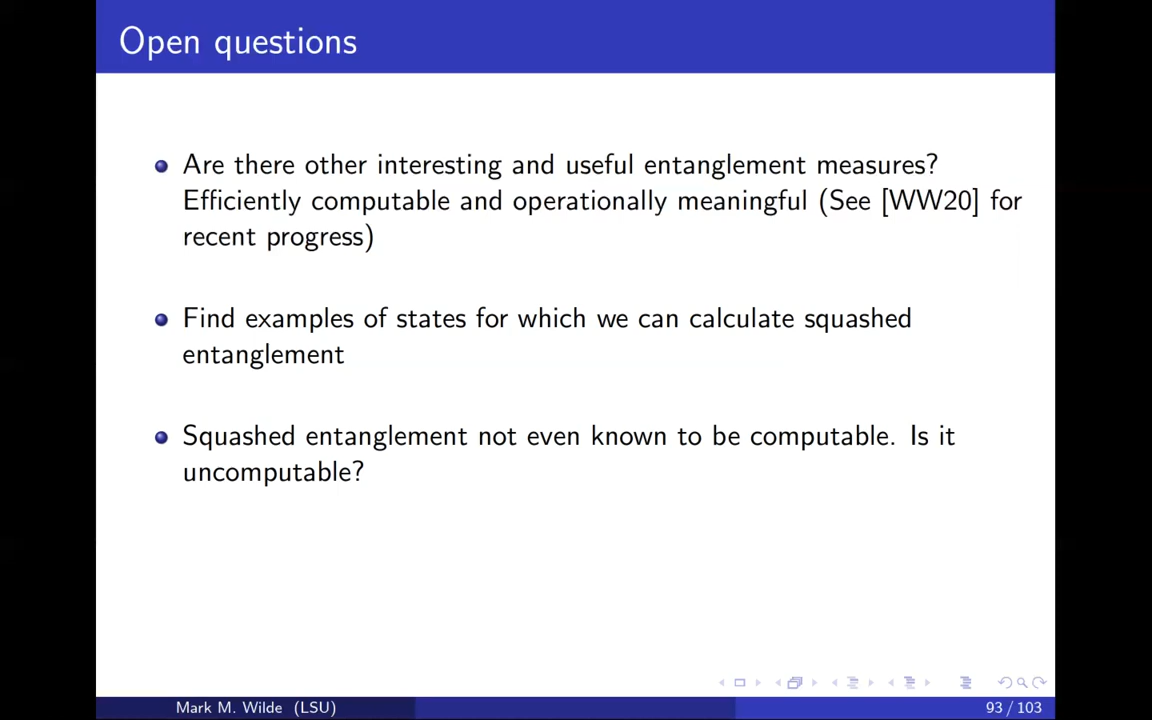 Open questions
Are there other interesting and useful entanglement measures?
Efficiently computable and operationally meaningful (See [WW20] for
recent progress)
Find examples of states for which we can calculate squashed
entanglement
Squashed entanglement not even known to be computable. Is it
uncomputable?
Mark M. Wilde (LSU)
93 / 103